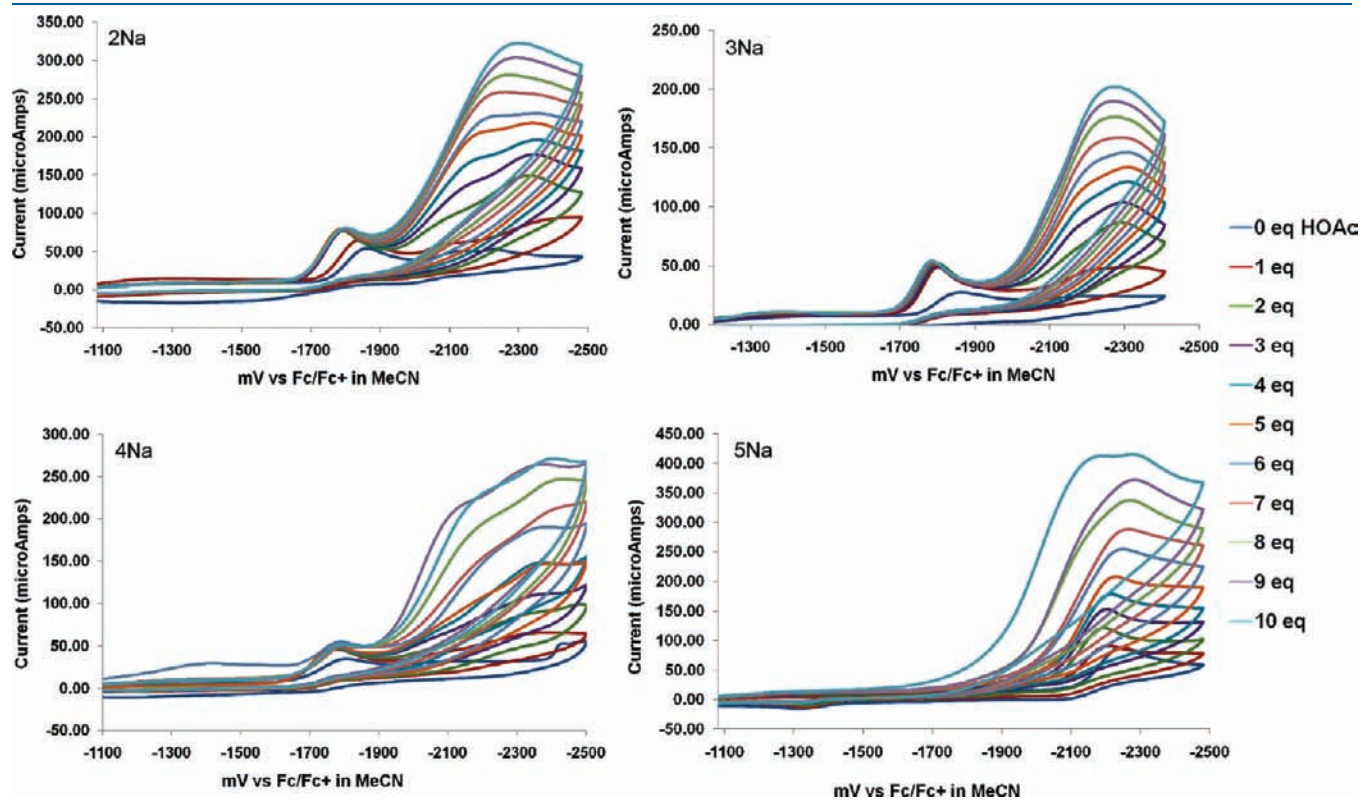 2Na
Current (microAmps)
350.00
300.00
250.00
200.00
150.00
100.00
50.00
0.00
-50.00
-1100 -1300 -1500 -1700 -1900 -2100 -2300 -2500
mV vs Fc/Fc+ in MeCN
3Na
Current (microAmps)
250.00
200.00
150.00
100.00
50.00
0.00
-1300 -1500 -1700 -1900 -2100 -2300 -2500
mV vs Fc/Fc+ in MeCN
4Na
Current (microAmps)
300.00
250.00
200.00
150.00
100.00
50.00
0.00
-50.00
-1100 -1300 -1500 -1700 -1900 -2100 -2300 -2500
mV vs Fc/Fc+ in MeCN
5Na
Current (microAmps)
450.00
400.00
350.00
300.00
250.00
200.00
150.00
100.00
50.00
0.00
-50.00
-1100 -1300 -1500 -1700 -1900 -2100 -2300 -2500
mV vs Fc/Fc+ in MeCN
0 eq HOAc
1 eq
2 eq
3 eq
4 eq
5 eq
6 eq
7 eq
8 eq
9 eq
10 eq